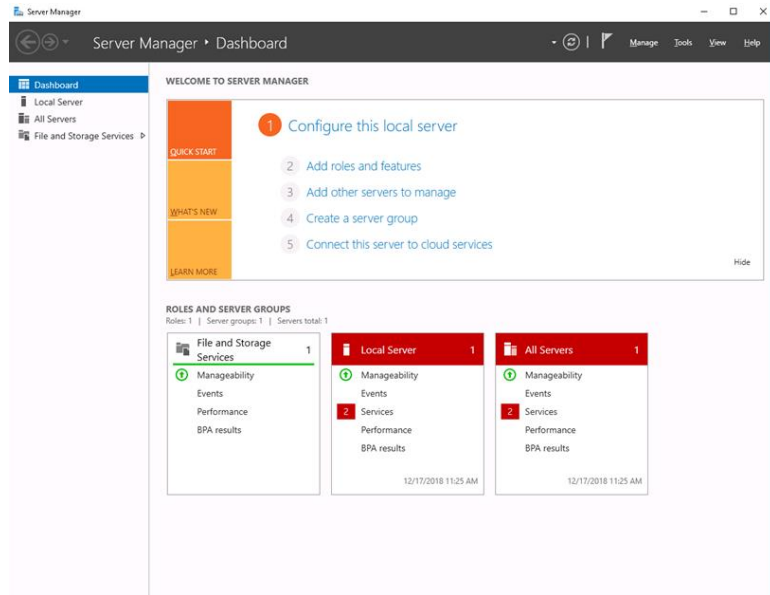 Server Manager
Server Manager • Dashboard
Manage Tools View Help
Dashboard
Local Server
All Servers
File and Storage Services
WELCOME TO SERVER MANAGER
QUICK START
WHAT'S NEW
LEARN MORE
1 Configure this local server
2 Add roles and features
3 Add other servers to manage
4 Create a server group
5 Connect this server to cloud services
Hide
ROLES AND SERVER GROUPS
Roles: 1 | Server groups: 1 | Servers total: 1
File and Storage
Services 1
Manageability
Events
Performance
BPA results
Local Server 1
Manageability
Events
2 Services
Performance
BPA results
12/17/2018 11:25 AM
All Servers 1
Manageability
Events
2 Services
Performance
BPA results
12/17/2018 11:25 AM